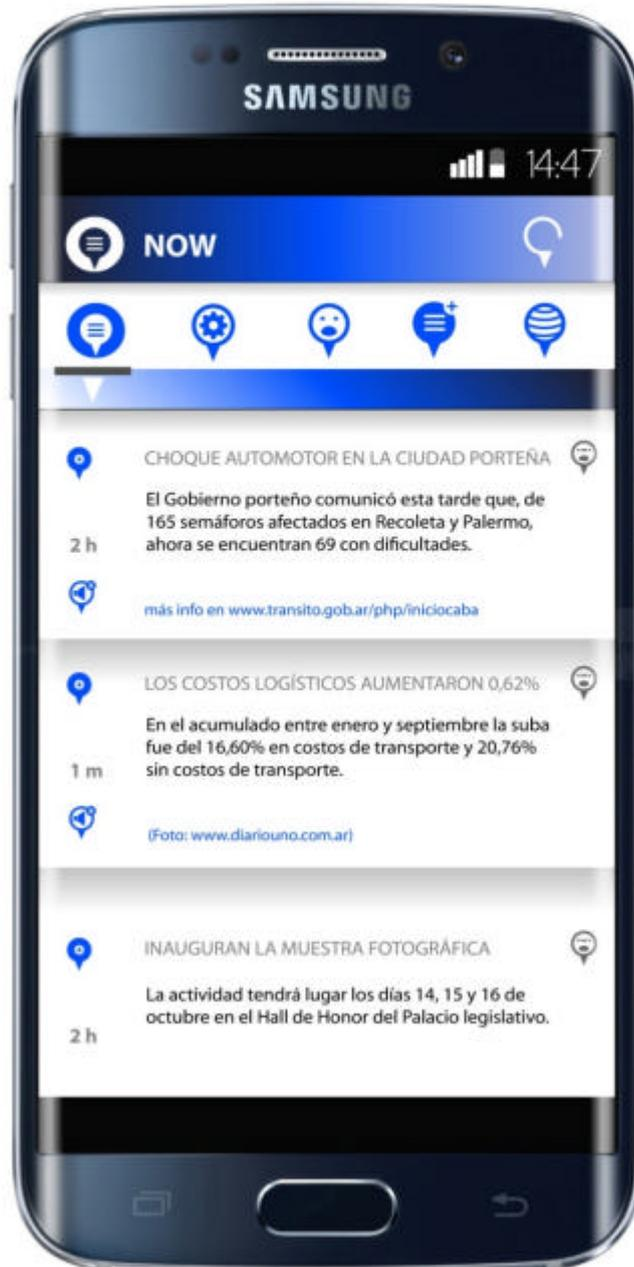 SAMSUNG
14:47
NOW
CHOQUE AUTOMOTOR EN LA CIUDAD PORTEÑA
El Gobierno porteño comunicó esta tarde que, de
165 semáforos afectados en Recoleta y Palermo,
2 h
ahora se encuentran 69 con dificultades.
más info en www.transito.gob.ar/php/iniciocaba
LOS COSTOS LOGÍSTICOS AUMENTARON 0,62%
En el acumulado entre enero y septiembre la suba
fue del 16,60% en costos de transporte y 20,76%
1 m
sin costos de transporte.
(Foto: www.diariouno.com.ar)
INAUGURAN LA MUESTRA FOTOGRÁFICA
La actividad tendrá lugar los días 14, 15 y 16 de
octubre en el Hall de Honor del Palacio legislativo.
2 h